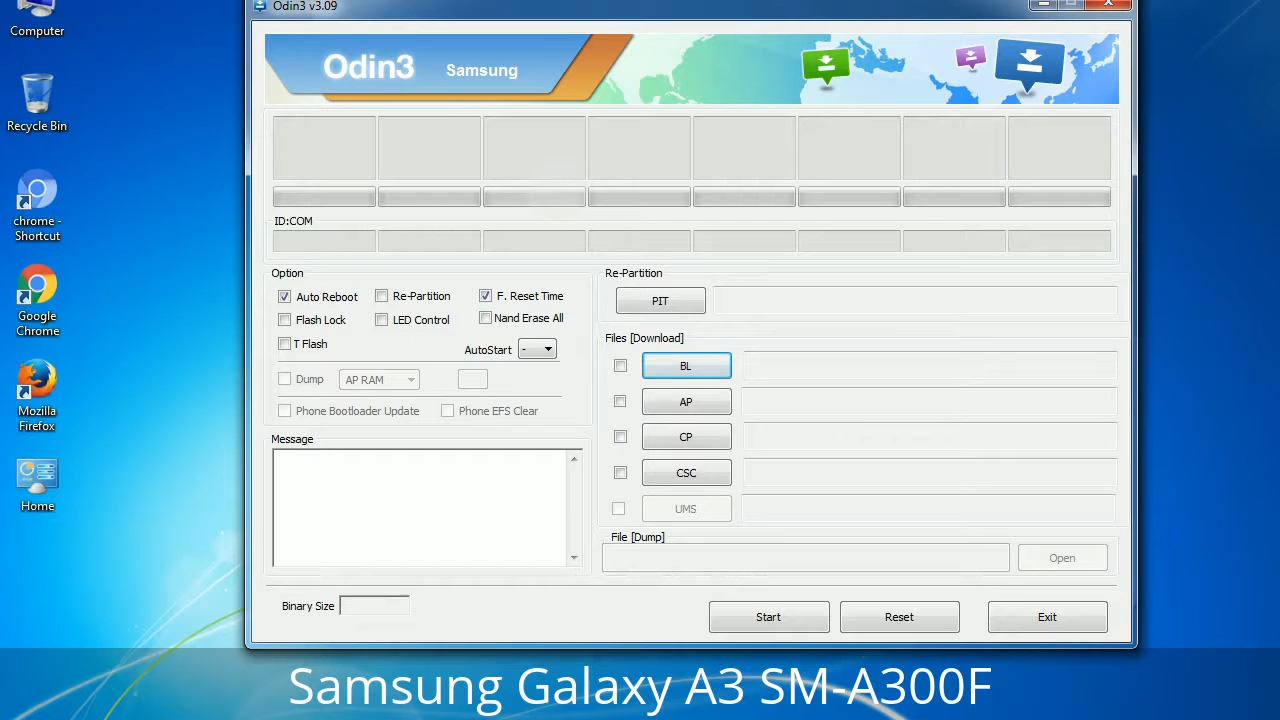 Odin3 v3.09
Computer
Odin3 Samsung
Recycle Bin
chrome -
Shortcut
Google
Chrome
Mozilla
Firefox
Home
ID:COM
Option
Auto Reboot
Re-Partition
F. Reset Time
Flash Lock
LED Control
Nand Erase All
T Flash
AutoStart -
Dump AP RAM
Phone Bootloader Update
Phone EFS Clear
Message
Re-Partition
PIT
Files [Download]
BL
AP
CP
CSC
UMS
File [Dump]
Open
Binary Size
Start
Reset
Exit
Samsung Galaxy A3 SM-A300F